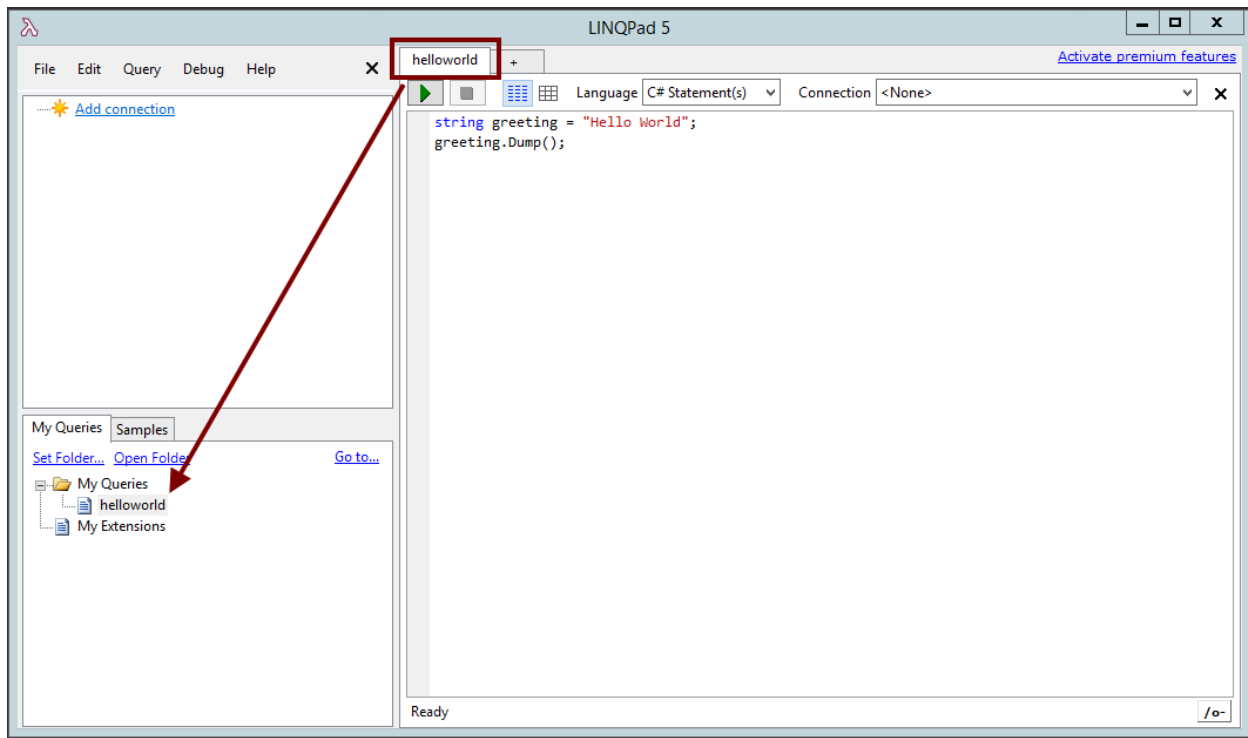 LINQPad 5
File Edit Query Debug Help
Add connection
My Queries Samples
Set Folder... Open Folder Go to...
My Queries
helloworld
My Extensions
helloworld +
Activate premium features
Language C# Statement(s) Connection <None>
string greeting = "Hello World";
greeting.Dump();
Ready
/o-